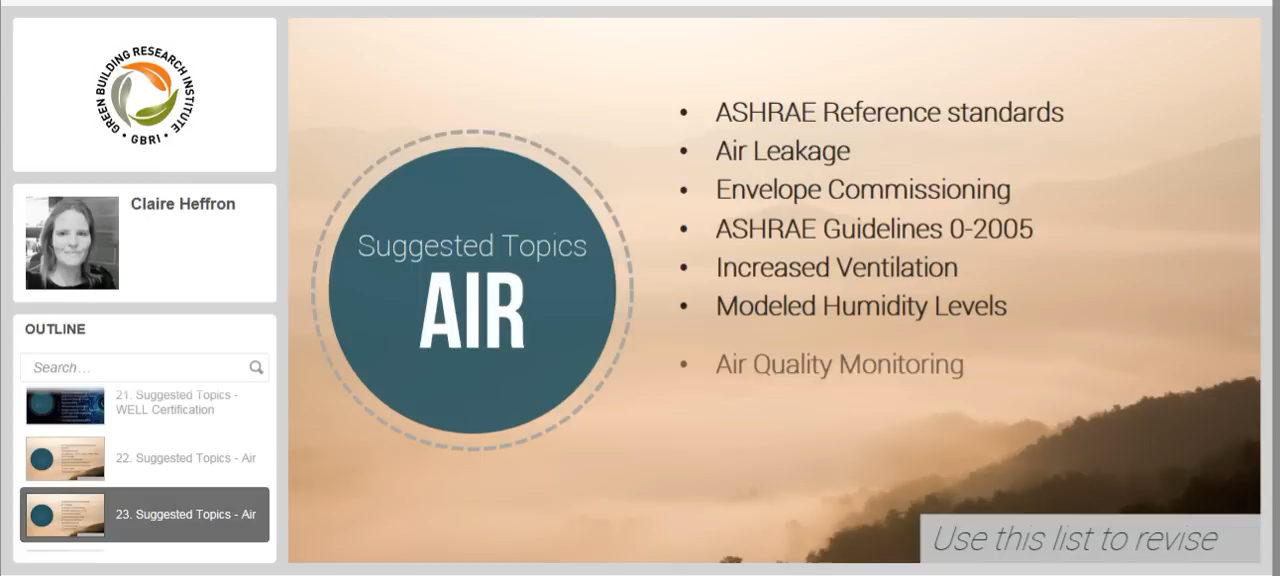 GREEN BUILDING RESEARCH INSTITUTE
• GBRI •
Claire Heffron
OUTLINE
Search...
21. Suggested Topics -
WELL Certification
22. Suggested Topics - Air
23. Suggested Topics - Air
Suggested Topics
AIR
• ASHRAE Reference standards
• Air Leakage
• Envelope Commissioning
• ASHRAE Guidelines 0-2005
• Increased Ventilation
• Modeled Humidity Levels
• Air Quality Monitoring
Use this list to revise